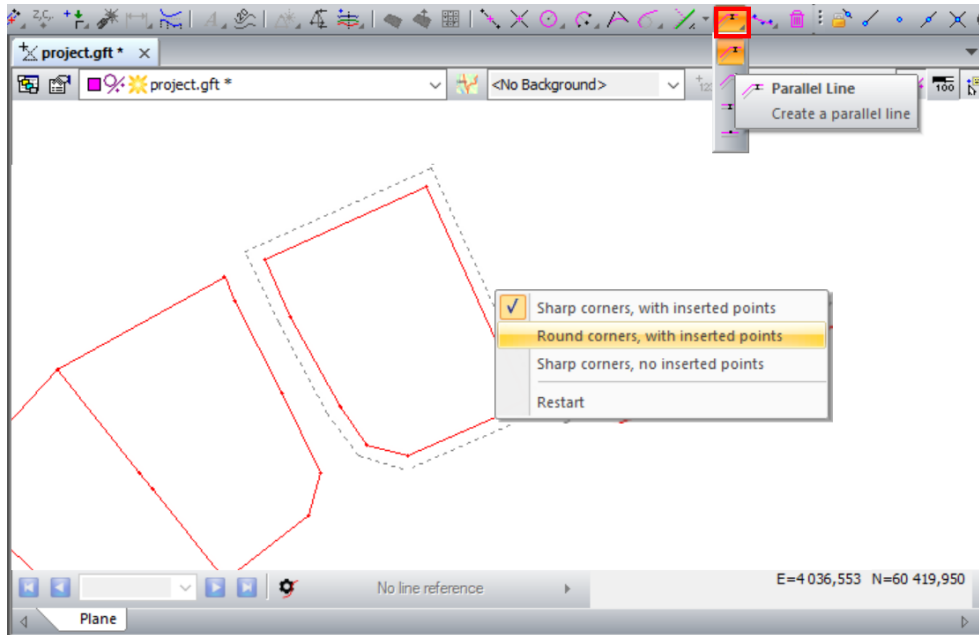 project.gft *
project.gft *
<No Background>
100
Parallel Line
Create a parallel line
Sharp corners, with inserted points
Round corners, with inserted points
Sharp corners, no inserted points
Restart
No line reference
E=4 036,553 N=60 419,950
Plane